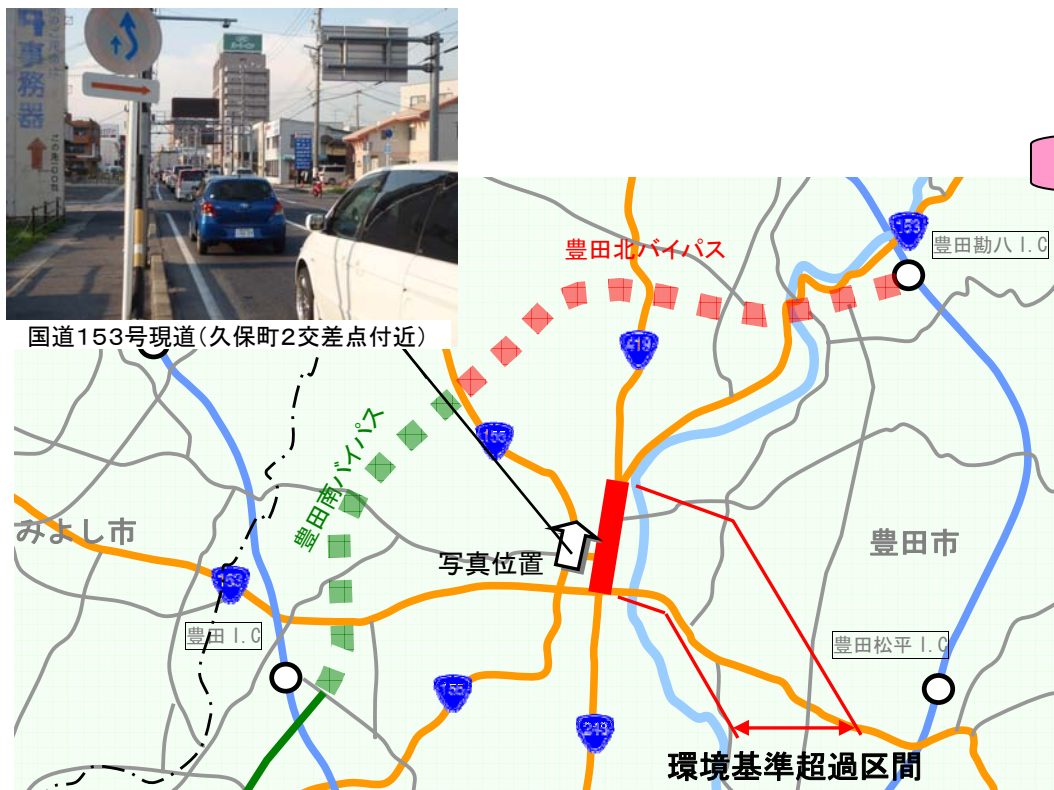 事務器
国道153号現道(久保町2交差点付近)
豊田北バイパス
153
豊田勘八I.C
419
155
豊田南バイパス
みよし市
153
豊田I.C
写真位置
豊田市
豊田松平I.C
155
249
環境基準超過区間